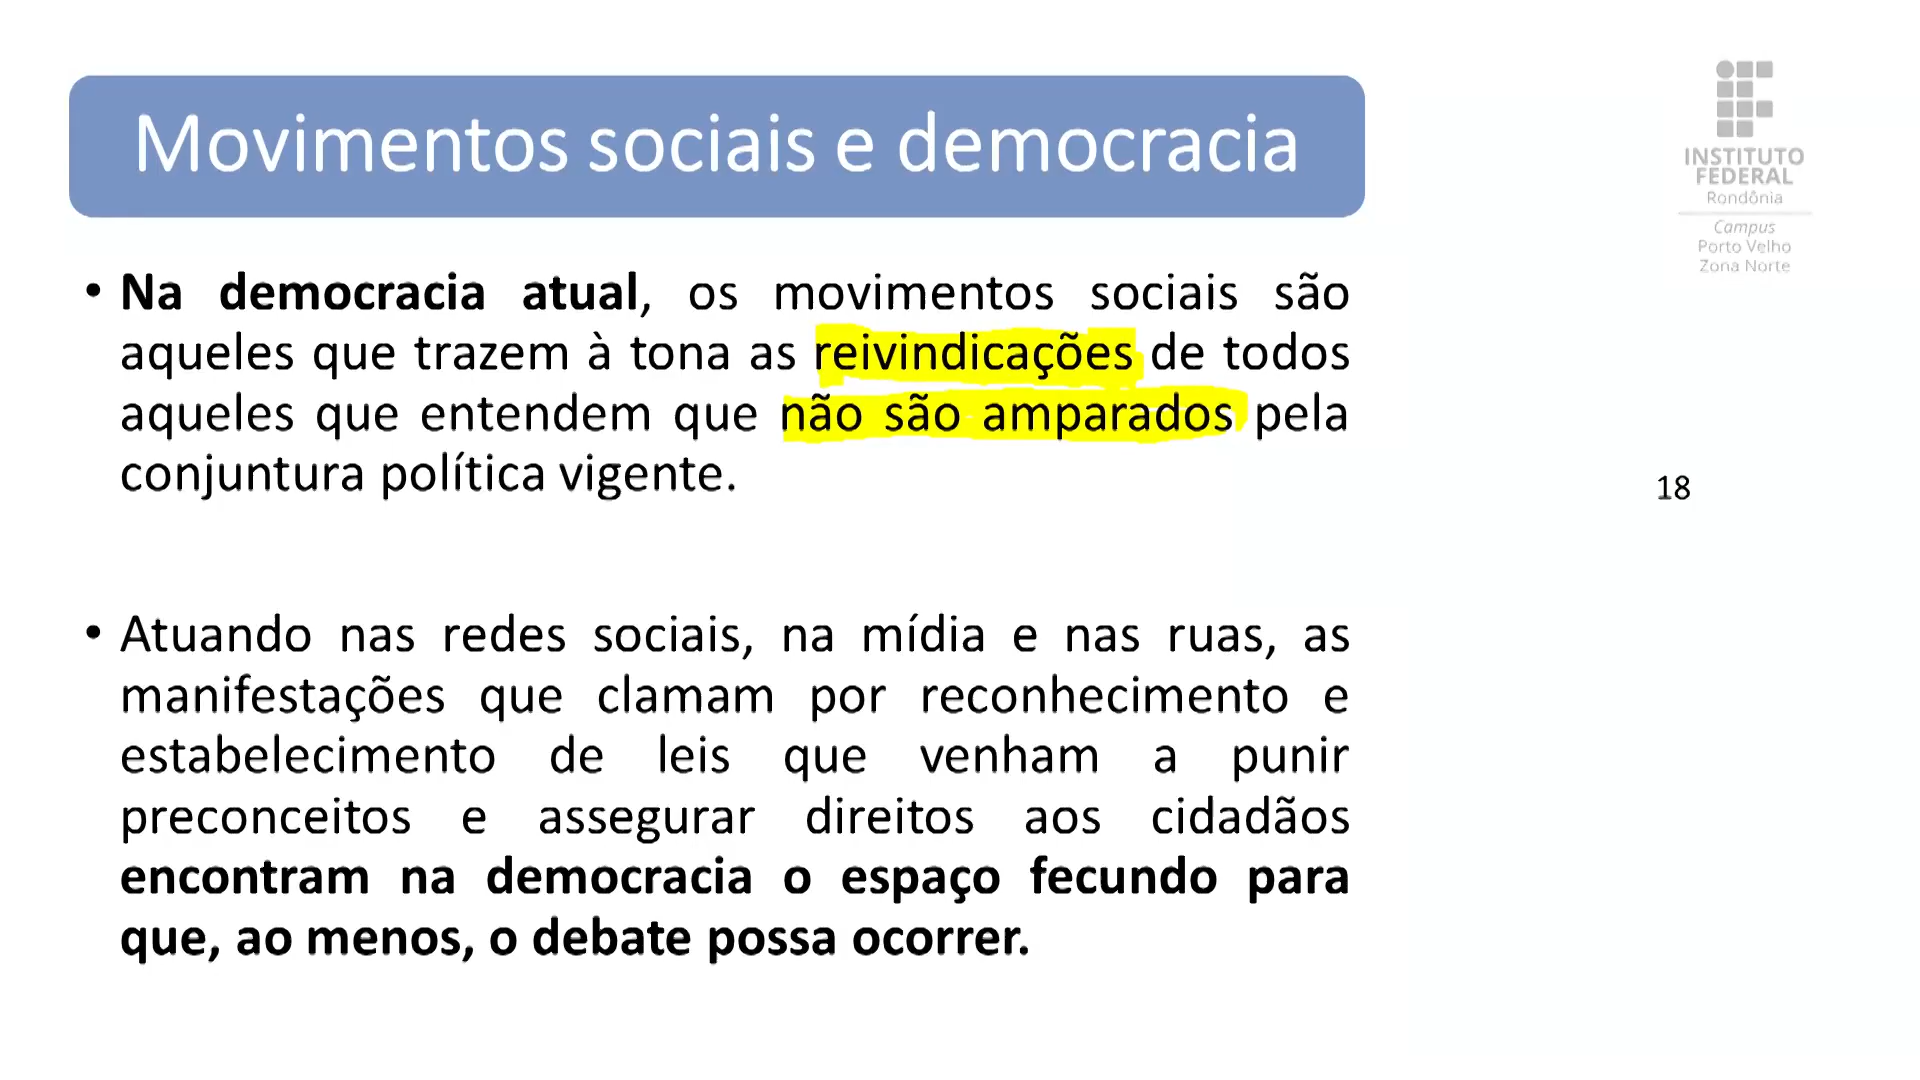 Movimentos sociais e democracia
INSTITUTO
FEDERAL
Rondônia
Campus
Porto Velho
Zona Norte
• Na democracia atual, os movimentos sociais são
aqueles que trazem à tona as reivindicações de todos
aqueles que entendem que não são amparados pela
conjuntura política vigente.
18
• Atuando nas redes sociais, na mídia e nas ruas, as
manifestações que clamam por reconhecimento e
estabelecimento de leis que venham a punir
preconceitos e assegurar direitos aos cidadãos
encontram na democracia o espaço fecundo para
que, ao menos, o debate possa ocorrer.